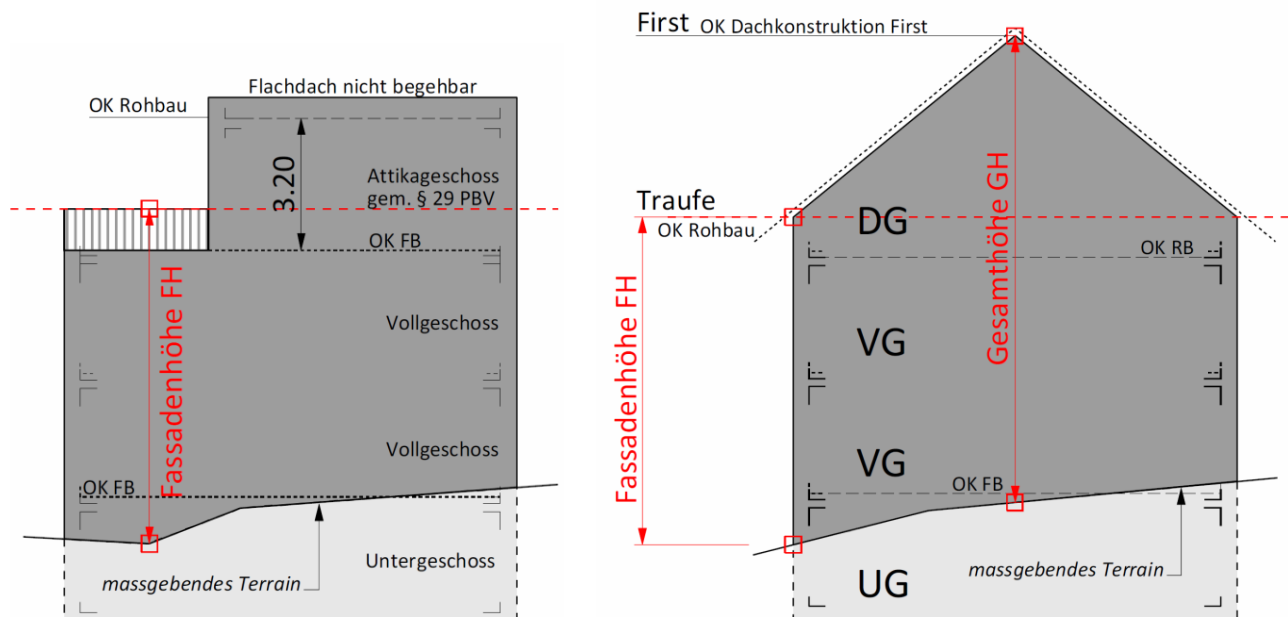 Flachdach nicht begehbar
OK Rohbau
3.20
Attikageschoss
gem. § 29 PBV
OK FB
Fassadenhöhe FH
Vollgeschoss
Vollgeschoss
OK FB
Untergeschoss
massgebendes Terrain
First OK Dachkonstruktion First
Traufe
OK Rohbau
DG
OK RB
Gesamthöhe GH
Fassadenhöhe FH
VG
VG
OK FB
massgebendes Terrain
UG